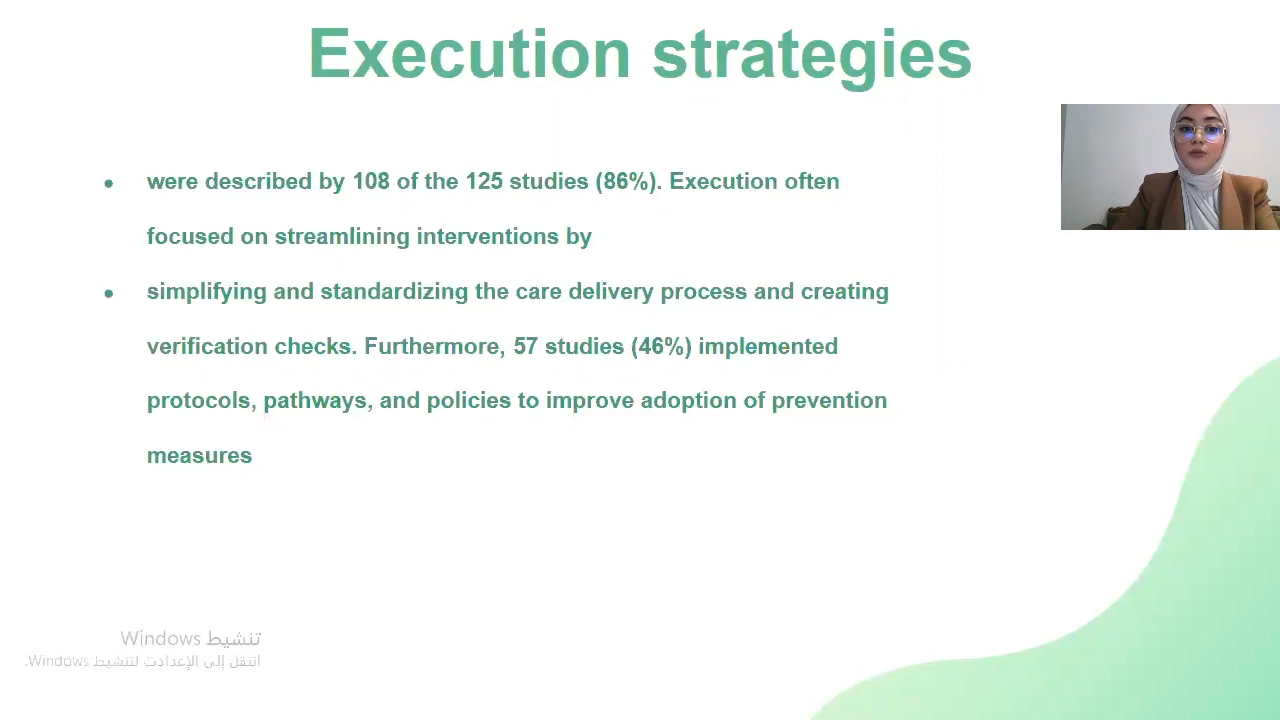 Execution strategies
• were described by 108 of the 125 studies (86%). Execution often
focused on streamlining interventions by
• simplifying and standardizing the care delivery process and creating
verification checks. Furthermore, 57 studies (46%) implemented
protocols, pathways, and policies to improve adoption of prevention
measures
تنشيط Windows
انتقل إلى الإعدادت لتنشيط Windows.